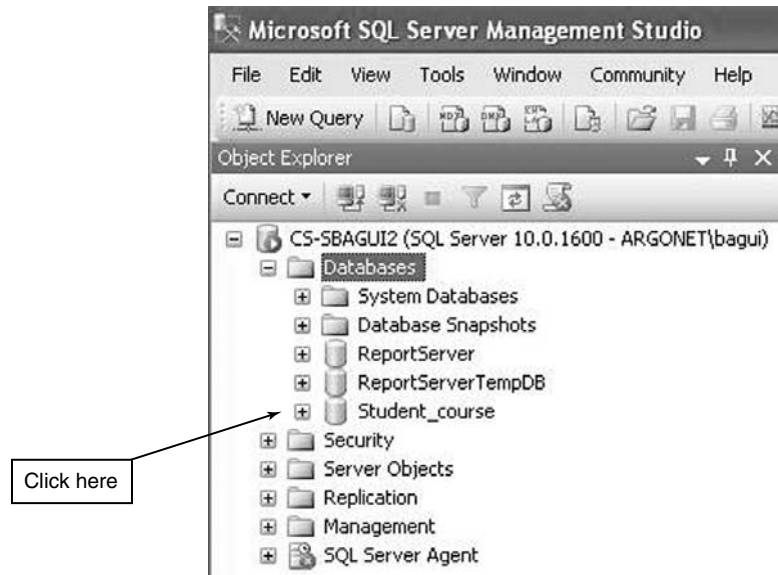 Microsoft SQL Server Management Studio
File Edit View Tools Window Community Help
New Query
Object Explorer
Connect
CS-SBAGUI2 (SQL Server 10.0.1600 - ARGONET\bagui)
Databases
System Databases
Database Snapshots
ReportServer
ReportServerTempDB
Student_course
Security
Click here
Server Objects
Replication
Management
SQL Server Agent